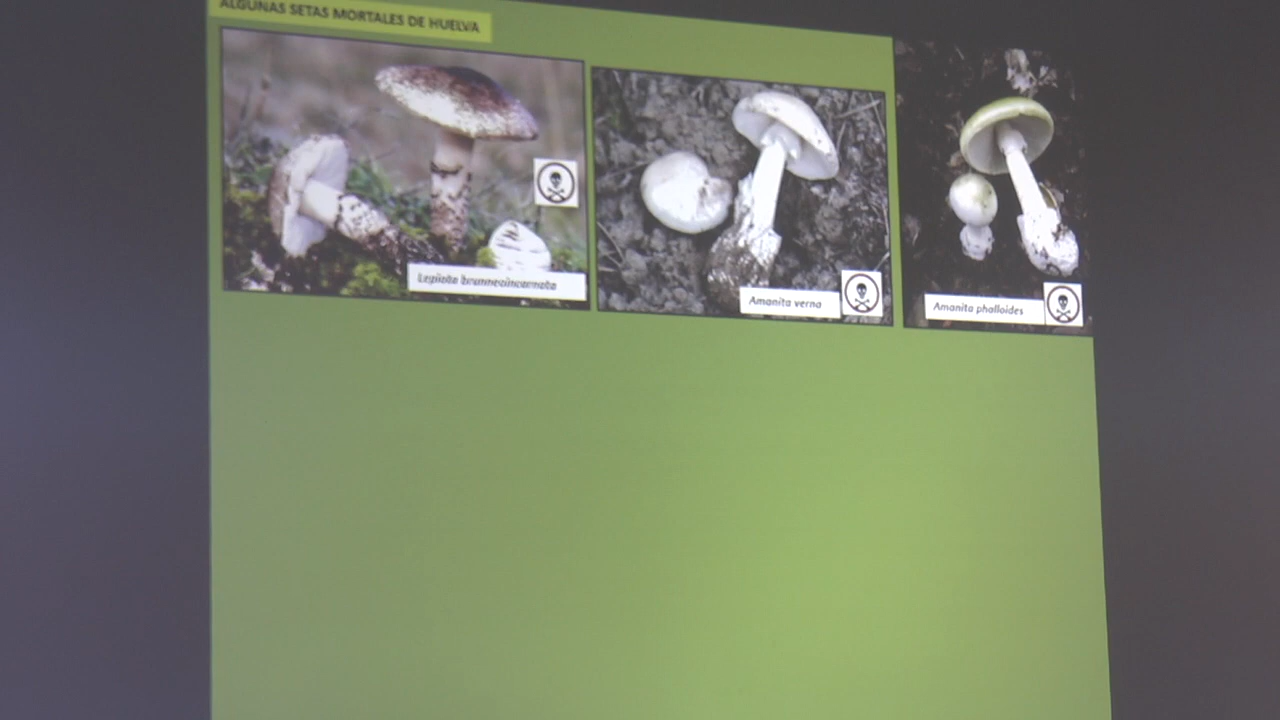 ALGUNAS SETAS MORTALES DE HUELVA
Lepiota brunneoincarnata
Amanita verna
Amanita phalloides